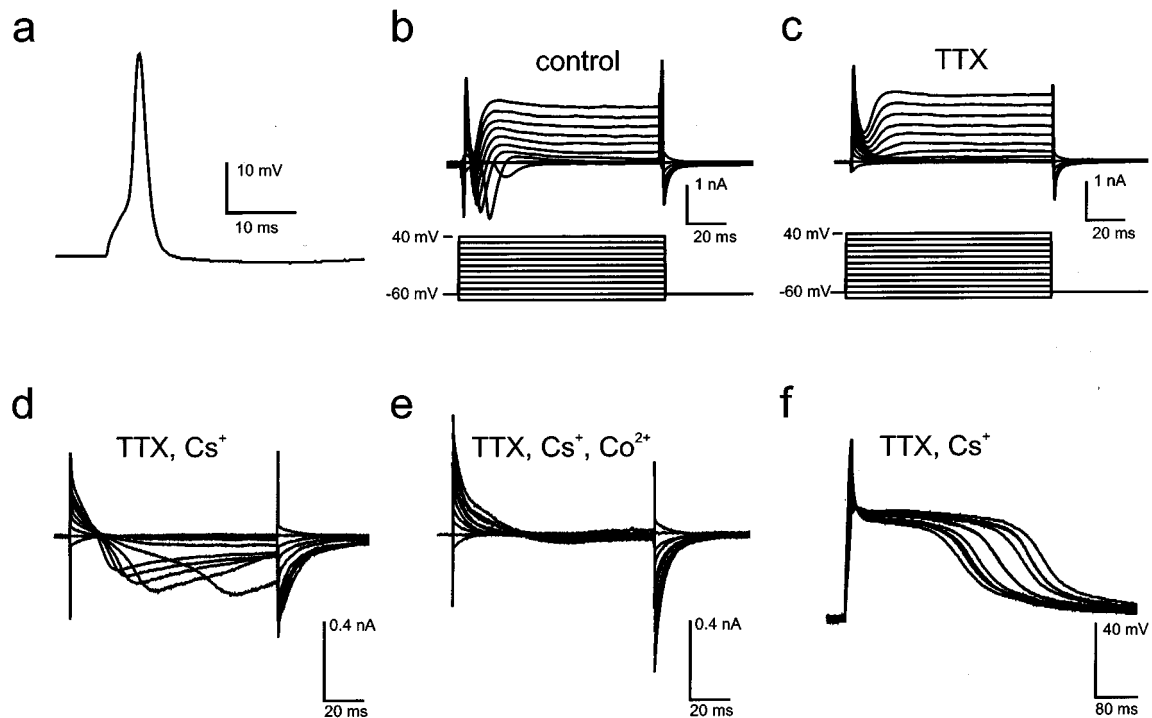 a
10 mV
10 ms
b
control
1 nA
20 ms
40 mV
-60 mV
c
TTX
1 nA
20 ms
40 mV
-60 mV
d
TTX, Cs⁺
0.4 nA
20 ms
e
TTX, Cs⁺, Co²⁺
0.4 nA
20 ms
f
TTX, Cs⁺
40 mV
80 ms